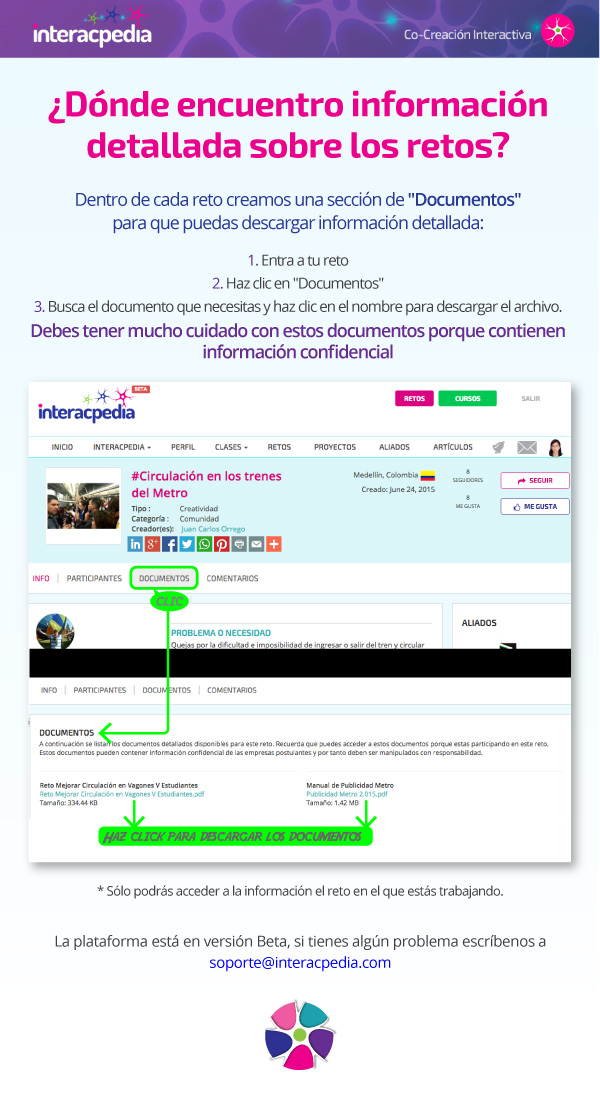 interacpedia
Co-Creación Interactiva
¿Dónde encuentro información
detallada sobre los retos?
Dentro de cada reto creamos una sección de "Documentos"
para que puedas descargar información detallada:
1. Entra a tu reto
2. Haz clic en "Documentos"
3. Busca el documento que necesitas y haz clic en el nombre para descargar el archivo.
Debes tener mucho cuidado con estos documentos porque contienen
información confidencial
interacpedia
BETA
RETOS CURSOS SALIR
INICIO INTERACPEDIA PERFIL CLASES RETOS PROYECTOS ALIADOS ARTÍCULOS
#Circulación en los trenes
del Metro
Tipo : Creatividad
Categoría : Comunidad
Creador(es): Juan Carlos Orrego
Medellín, Colombia
Creado: June 24, 2015
8
SEGUIDORES
8
ME GUSTA
SEGUIR
ME GUSTA
INFO PARTICIPANTES DOCUMENTOS COMENTARIOS
CLIC
PROBLEMA O NECESIDAD
Quejas por la dificultad e imposibilidad de ingresar o salir del tren y circular
ALIADOS
INFO PARTICIPANTES DOCUMENTOS COMENTARIOS
DOCUMENTOS
A continuación se listan los documentos detallados disponibles para este reto. Recuerda que puedes acceder a estos documentos porque estas participando en este reto.
Estos documentos pueden contener información confidencial de las empresas postulantes y por tanto deben ser manipulados con responsabilidad.
Reto Mejorar Circulación en Vagones V Estudiantes
Reto Mejorar Circulación en Vagones V Estudiantes.pdf
Tamaño: 334.44 KB
Manual de Publicidad Metro
Publicidad Metro 2,015.pdf
Tamaño: 1.42 MB
HAZ CLICK PARA DESCARGAR LOS DOCUMENTOS
* Sólo podrás acceder a la información el reto en el que estás trabajando.
La plataforma está en versión Beta, si tienes algún problema escríbenos a
soporte@interacpedia.com